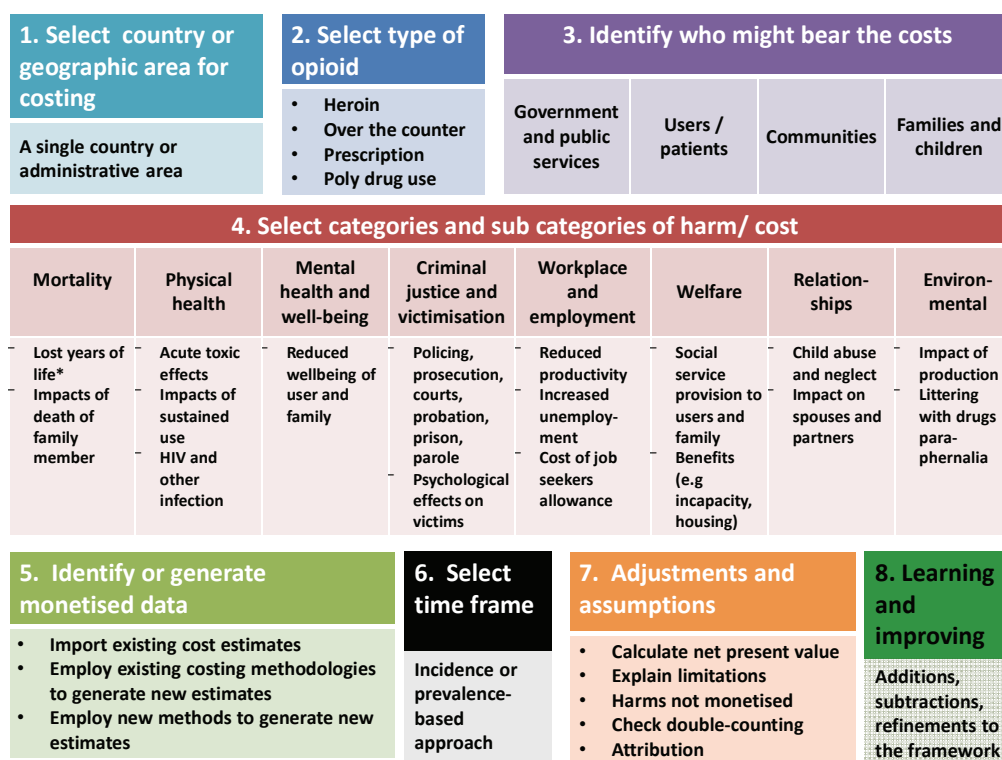 1. Select country or
geographic area for
costing
A single country or
administrative area
2. Select type of
opioid
• Heroin
• Over the counter
• Prescription
• Poly drug use
3. Identify who might bear the costs
Government
and public
services
Users /
patients
Communities
Families and
children
4. Select categories and sub categories of harm/ cost
Mortality
Physical
health
Mental
health and
well-being
Criminal
justice and
victimisation
Workplace
and
employment
Welfare
Relation-
ships
Environ-
mental
– Lost years of
life*
– Impacts of
death of
family
member
– Acute toxic
effects
– Impacts of
sustained
use
– HIV and
other
infection
– Reduced
wellbeing of
user and
family
– Policing,
prosecution,
courts,
probation,
prison,
parole
– Psychological
effects on
victims
– Reduced
productivity
– Increased
unemploy-
ment
– Cost of job
seekers
allowance
– Social
service
provision to
users and
family
– Benefits
(e.g
incapacity,
housing)
– Child abuse
and neglect
– Impact on
spouses and
partners
– Impact of
production
– Littering
with drugs
para-
phernalia
5. Identify or generate
monetised data
• Import existing cost estimates
• Employ existing costing methodologies
to generate new estimates
• Employ new methods to generate new
estimates
6. Select
time frame
Incidence or
prevalence-
based
approach
7. Adjustments and
assumptions
• Calculate net present value
• Explain limitations
• Harms not monetised
• Check double-counting
• Attribution
8. Learning
and
improving
Additions,
subtractions,
refinements to
the framework